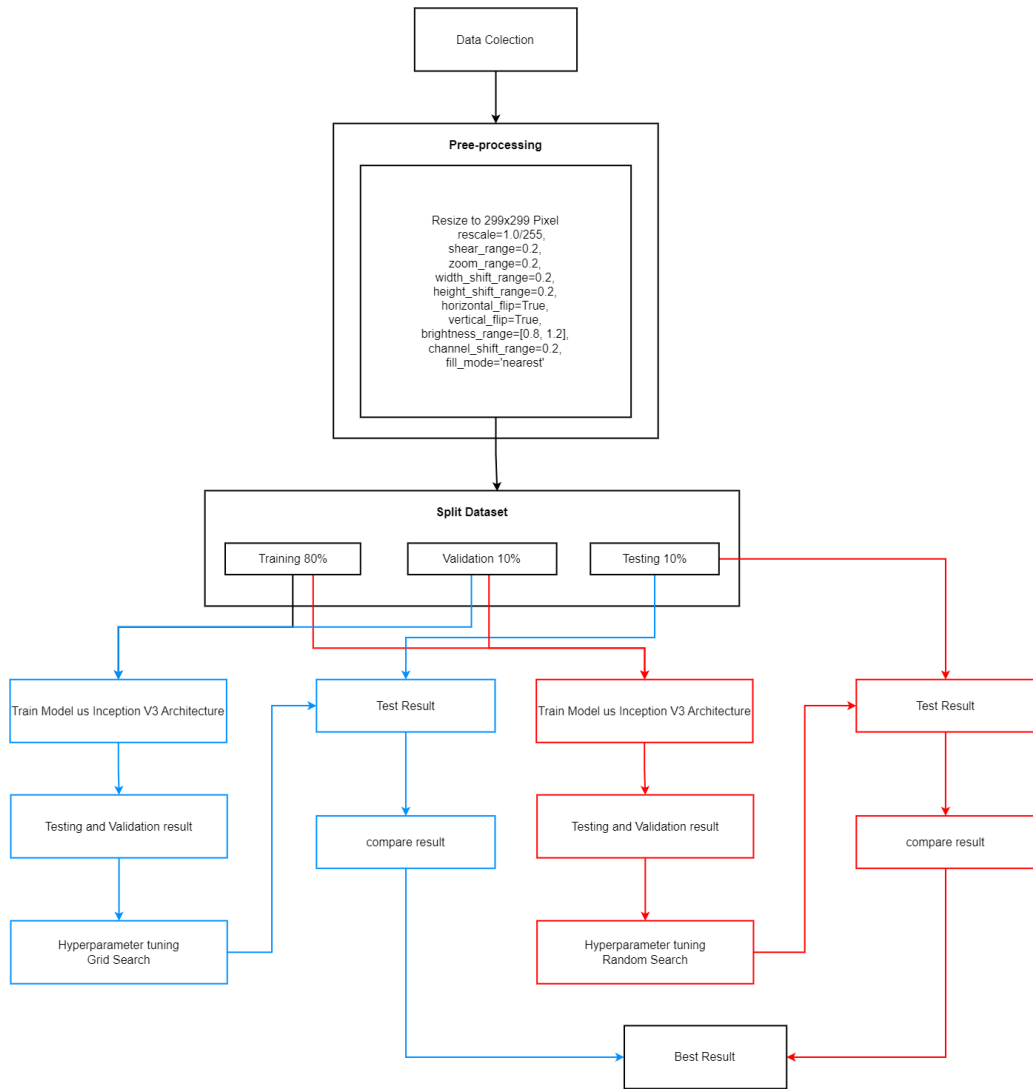 Data Colection
Pree-processing
Resize to 299x299 Pixel
rescale=1.0/255,
shear_range=0.2,
zoom_range=0.2,
width_shift_range=0.2,
height_shift_range=0.2,
horizontal_flip=True,
vertical_flip=True,
brightness_range=[0.8, 1.2],
channel_shift_range=0.2,
fill_mode='nearest'
Split Dataset
Training 80%
Validation 10%
Testing 10%
Train Model us Inception V3 Architecture
Test Result
Train Model us Inception V3 Architecture
Test Result
Testing and Validation result
compare result
Testing and Validation result
compare result
Hyperparameter tuning
Grid Search
Hyperparameter tuning
Random Search
Best Result